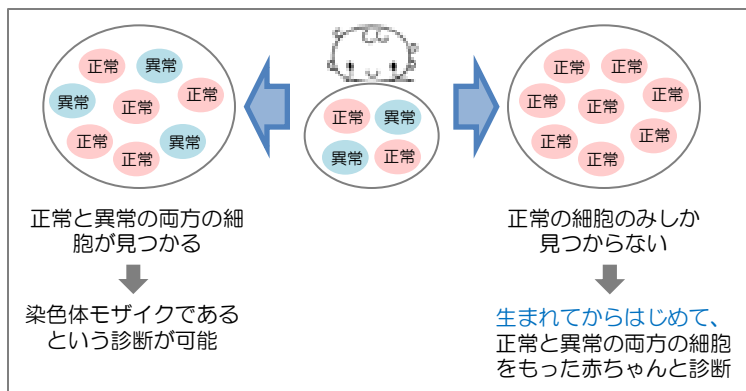 正常
異常
異常
正常
正常
正常
異常
正常
正常
異常
異常
正常
正常
正常
正常
正常
正常
正常
正常
正常
正常と異常の両方の細
胞が見つかる
染色体モザイクである
という診断が可能
正常の細胞のみしか
見つからない
生まれてからはじめて、
正常と異常の両方の細胞
をもった赤ちゃんと診断